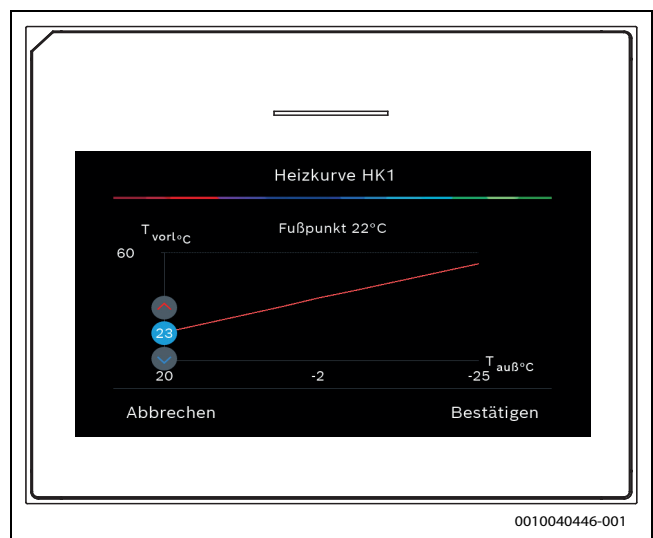 Heizkurve HK1
T vorl°C
Fußpunkt 22°C
60
23
T auß°C
20 -2 -25
Abbrechen Bestätigen
0010040446-001